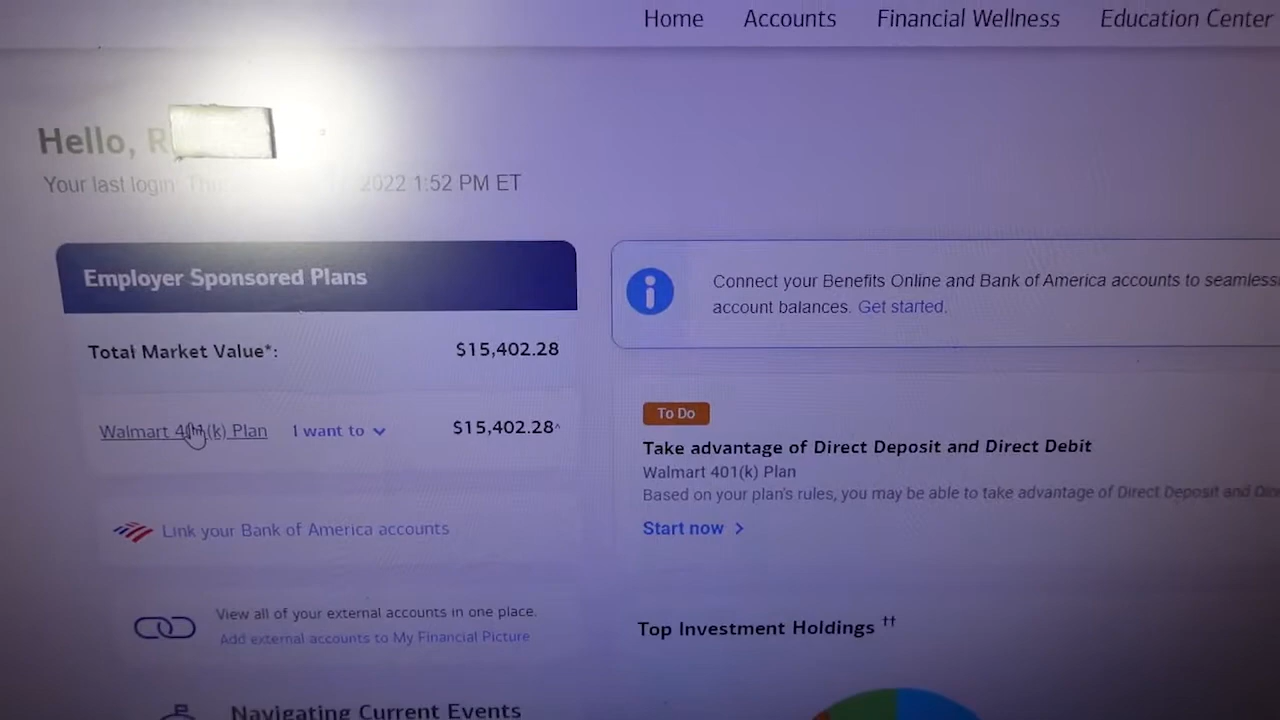 Home Accounts Financial Wellness Education Center
Hello, R
Your last login: 2022 1:52 PM ET
Employer Sponsored Plans
Total Market Value*: $15,402.28
Walmart 401(k) Plan I want to $15,402.28^
Link your Bank of America accounts
View all of your external accounts in one place.
Add external accounts to My Financial Picture
Navigating Current Events
Connect your Benefits Online and Bank of America accounts to
account balances. Get started.
To Do
Take advantage of Direct Deposit and Direct Debit
Walmart 401(k) Plan
Based on your plan's rules, you may be able to take advantage of Direct Deposit and
Start now >
Top Investment Holdings ††